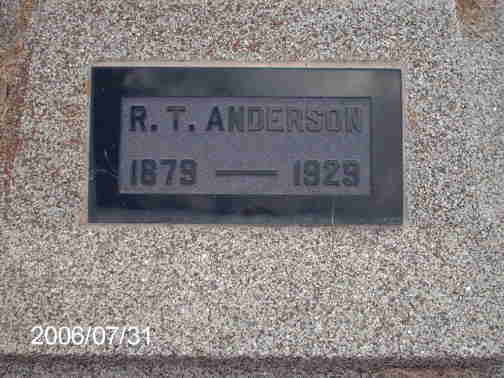 R. T. ANDERSON
1879 — 1929
2006/07/31